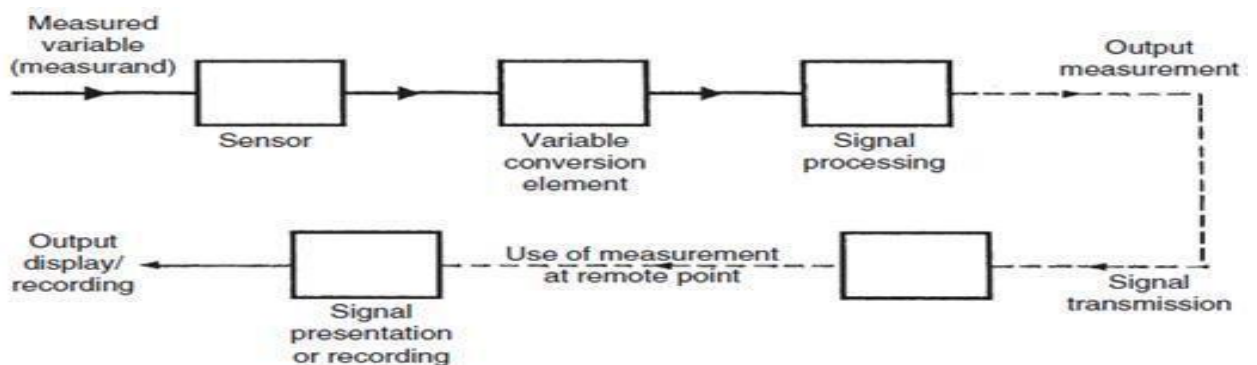 Measured
variable
(measurand)
Sensor
Variable
conversion
element
Signal
processing
Output
measurement
Output
display/
recording
Signal
presentation
or recording
Use of measurement
at remote point
Signal
transmission